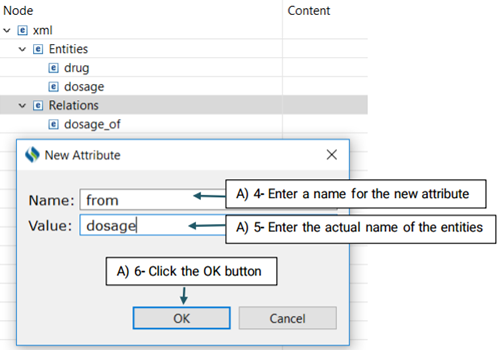 Node Content
xml
Entities
drug
dosage
Relations
dosage_of
New Attribute
Name: from A) 4- Enter a name for the new attribute
Value: dosage A) 5- Enter the actual name of the entities
A) 6- Click the OK button
OK Cancel